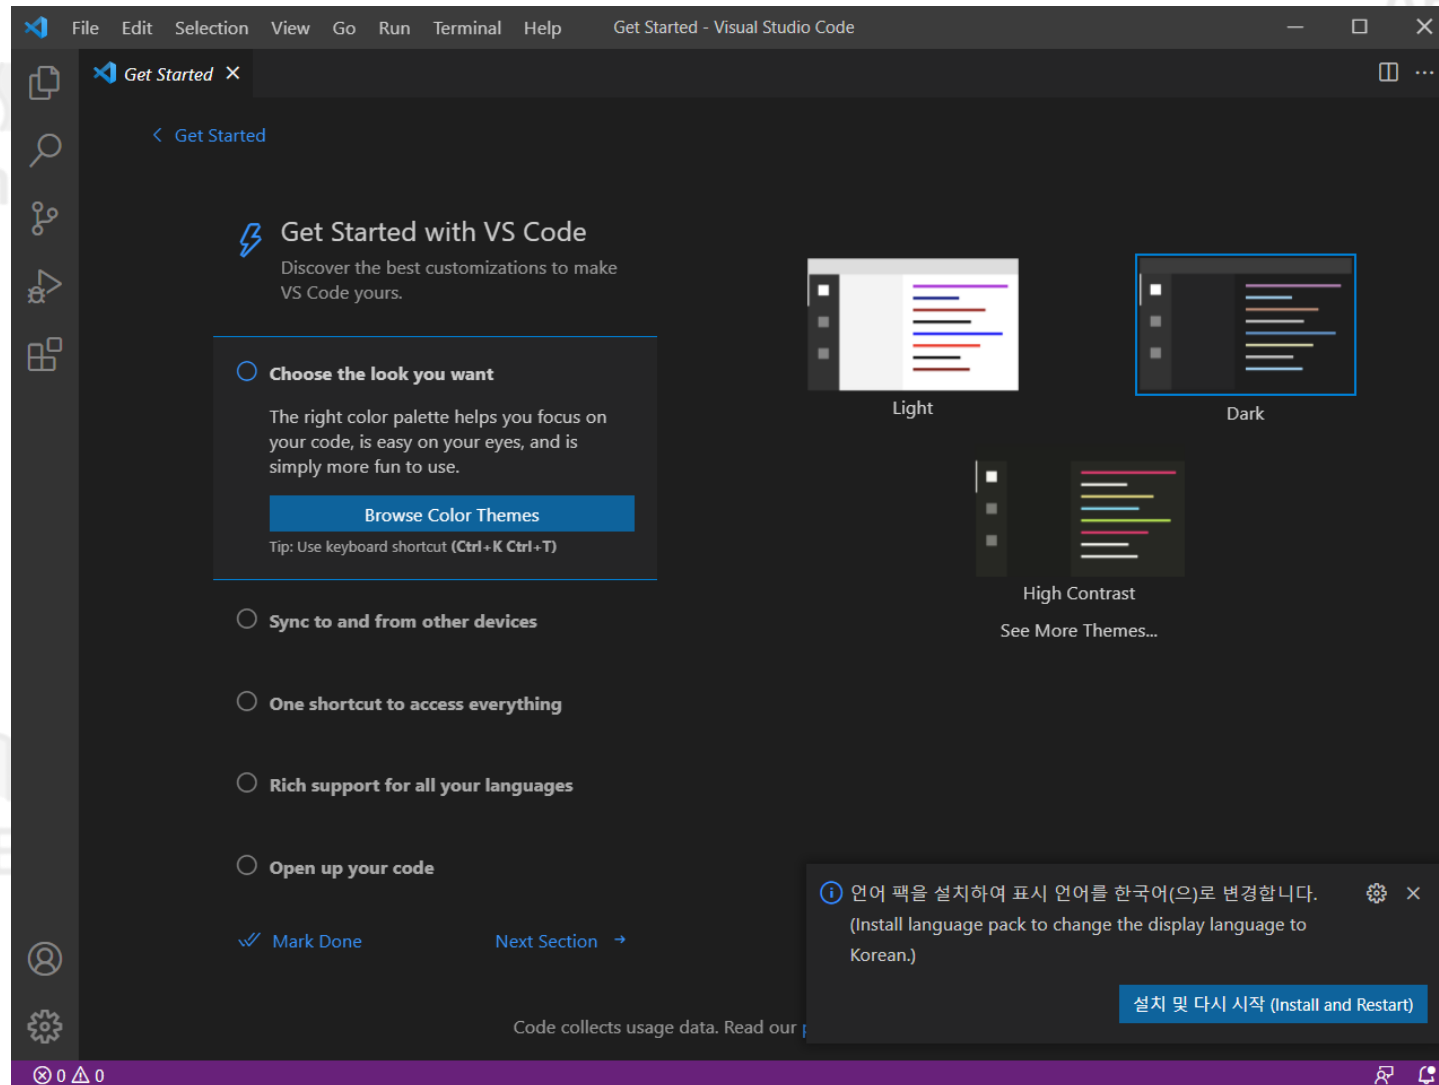 File Edit Selection View Go Run Terminal Help Get Started - Visual Studio Code
Get Started
Get Started
Get Started with VS Code
Discover the best customizations to make
VS Code yours.
Choose the look you want
The right color palette helps you focus on
your code, is easy on your eyes, and is
simply more fun to use.
Browse Color Themes
Tip: Use keyboard shortcut (Ctrl+K Ctrl+T)
Sync to and from other devices
One shortcut to access everything
Rich support for all your languages
Open up your code
Mark Done
Next Section
Light
Dark
High Contrast
See More Themes...
Code collects usage data. Read our
언어 팩을 설치하여 표시 언어를 한국어(으)로 변경합니다.
(Install language pack to change the display language to
Korean.)
설치 및 다시 시작 (Install and Restart)
0 0